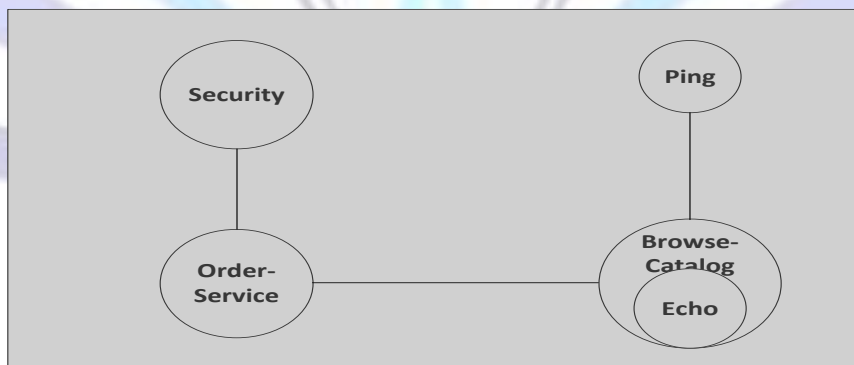 Security
Ping
Order-
Service
Browse-
Catalog
Echo